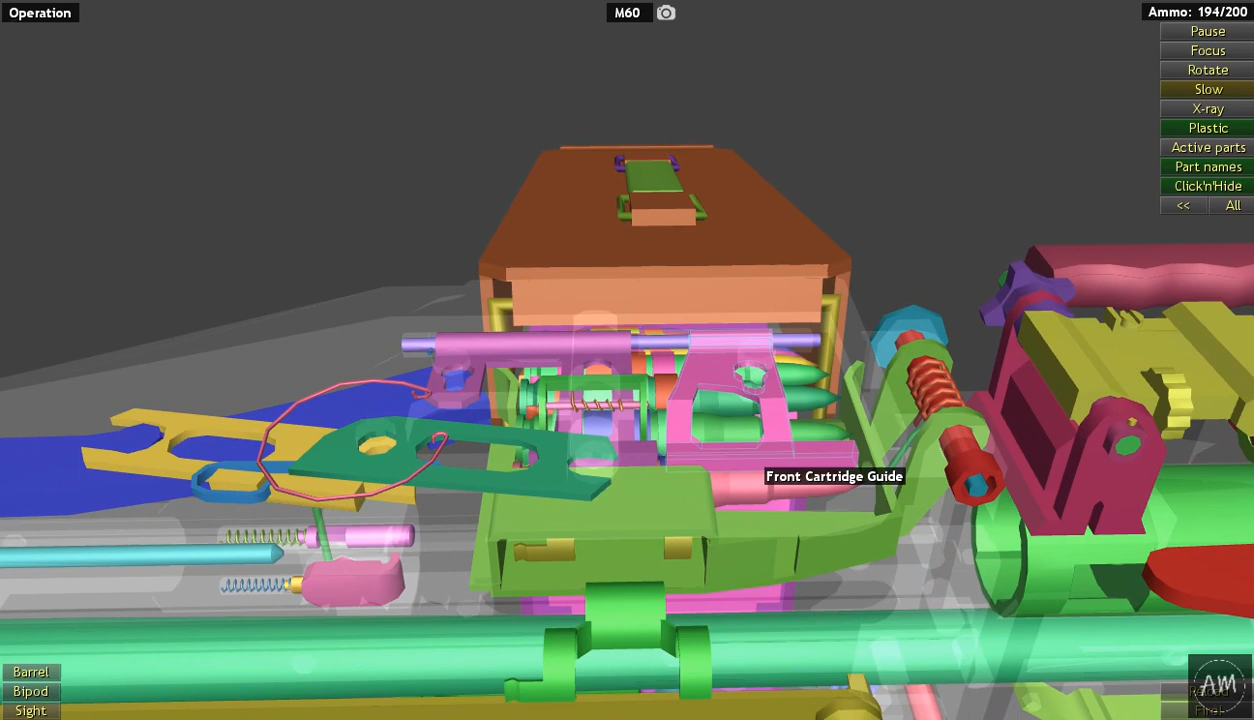 Operation
M60
Ammo: 194/200
Pause
Focus
Rotate
Slow
X-ray
Plastic
Active parts
Part names
Click'n'Hide
<< All
Front Cartridge Guide
Barrel
Bipod
Sight
AW